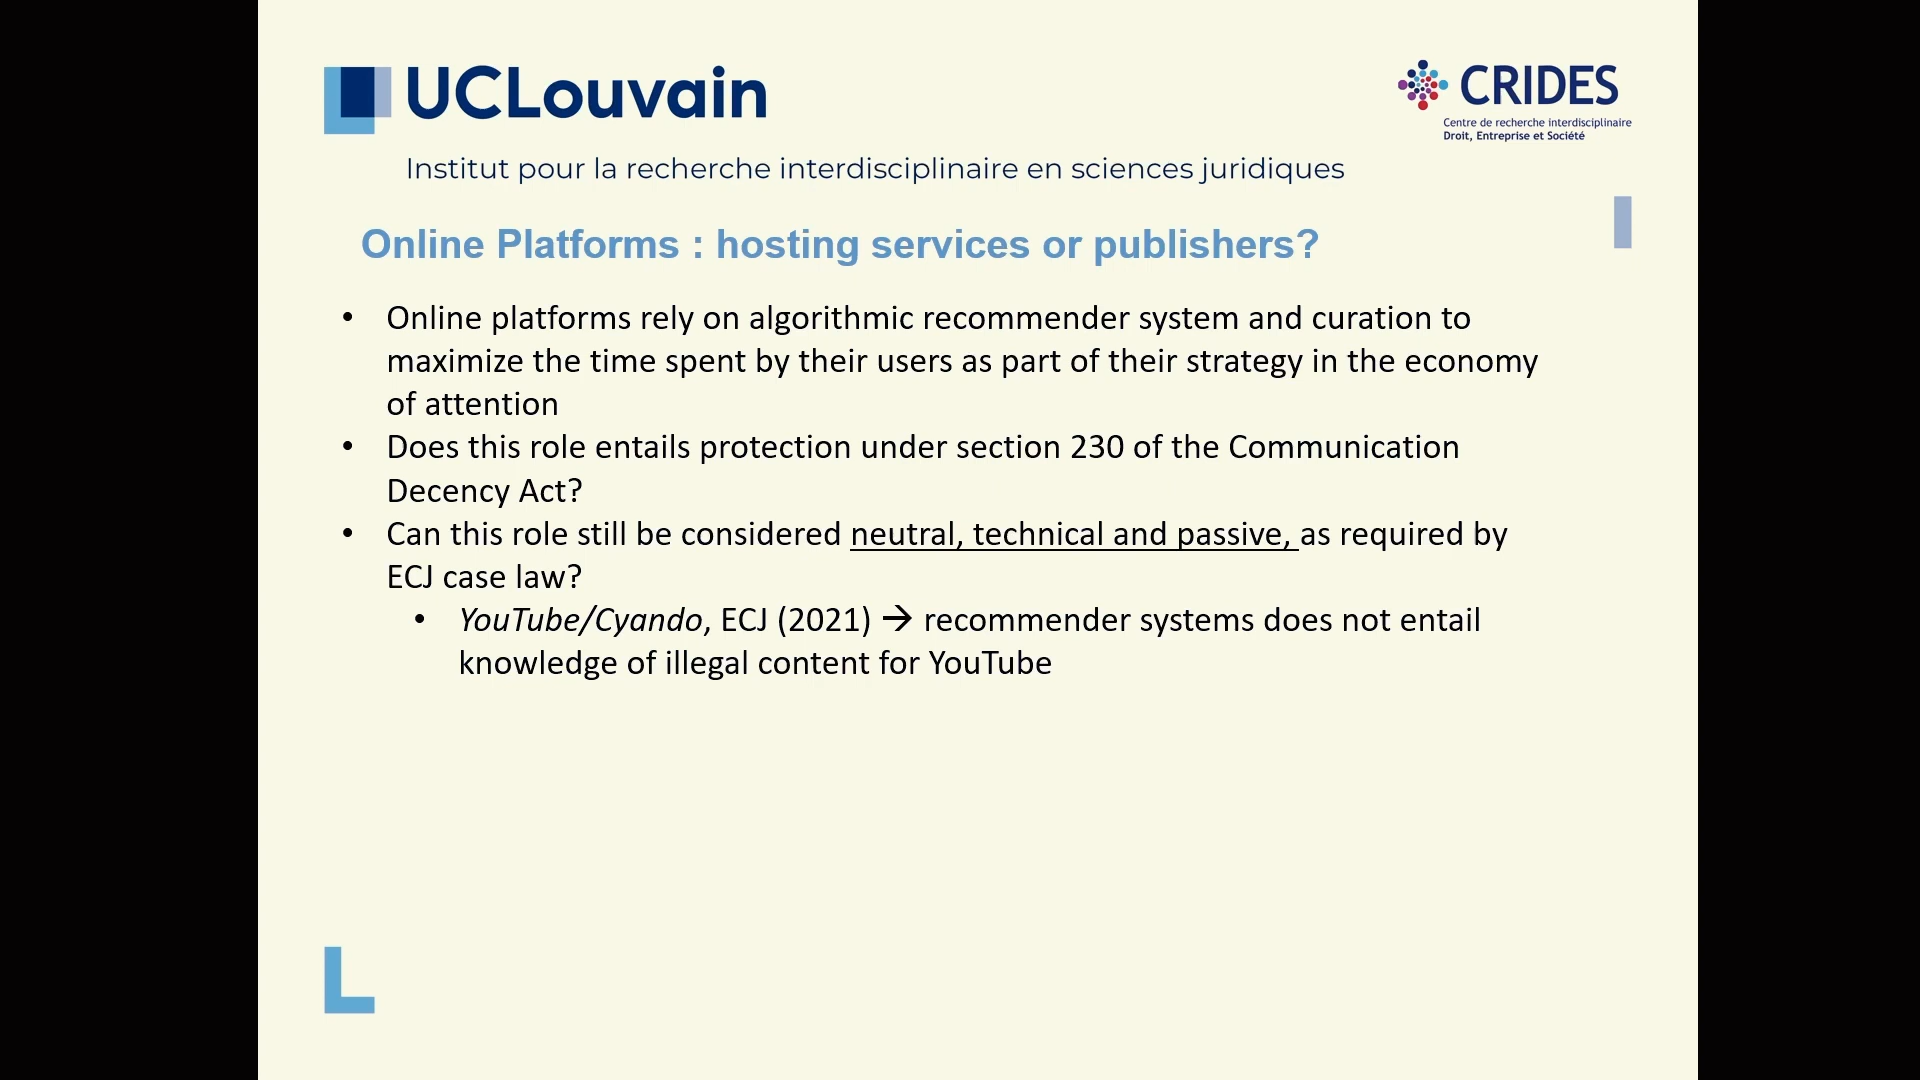 UCLouvain
CRIDES
Centre de recherche interdisciplinaire
Droit, Entreprise et Société
Institut pour la recherche interdisciplinaire en sciences juridiques
Online Platforms : hosting services or publishers?
• Online platforms rely on algorithmic recommender system and curation to
maximize the time spent by their users as part of their strategy in the economy
of attention
• Does this role entails protection under section 230 of the Communication
Decency Act?
• Can this role still be considered neutral, technical and passive, as required by
ECJ case law?
• YouTube/Cyando, ECJ (2021) → recommender systems does not entail
knowledge of illegal content for YouTube